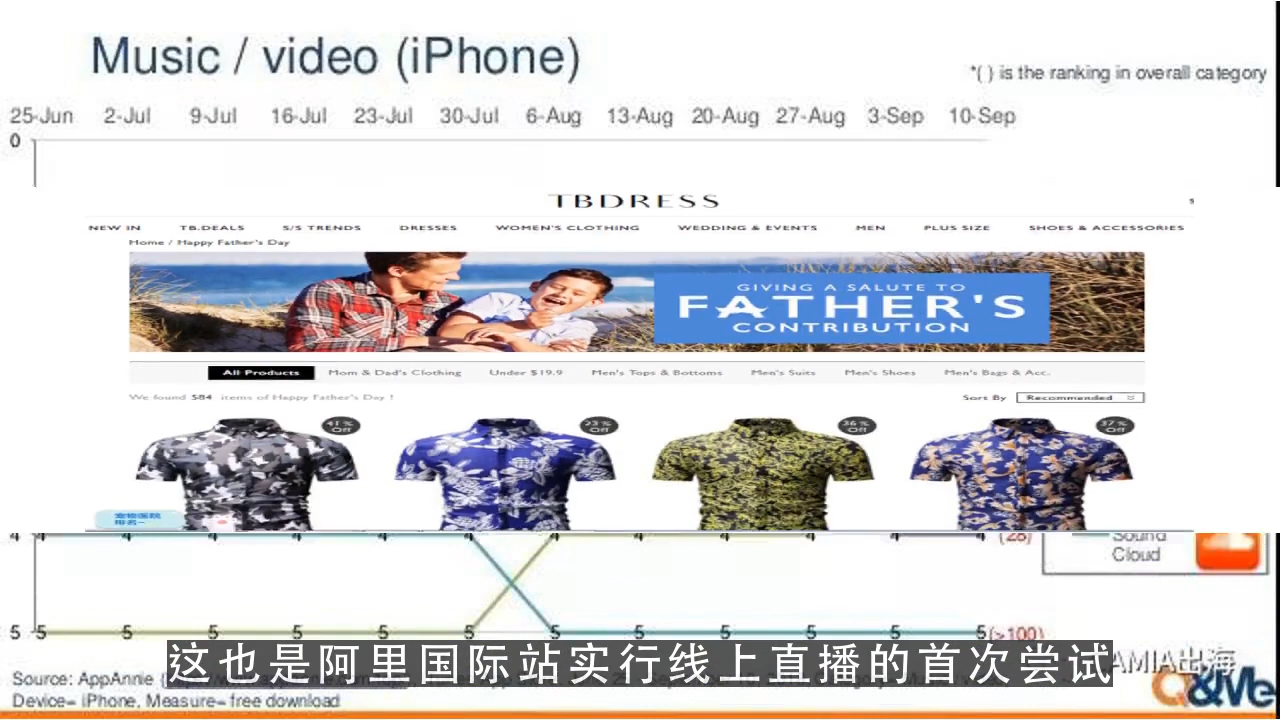 Music / video (iPhone)
*( ) is the ranking in overall category
25-Jun 2-Jul 9-Jul 16-Jul 23-Jul 30-Jul 6-Aug 13-Aug 20-Aug 27-Aug 3-Sep 10-Sep
0
TBDRESS
NEW IN TB.DEALS S/S TRENDS DRESSES WOMEN'S CLOTHING WEDDING & EVENTS MEN PLUS SIZE SHOES & ACCESSORIES
Home / Happy Father's Day
GIVING A SALUTE TO
FATHER'S
CONTRIBUTION
All Products Mom & Dad's Clothing Under $19.9 Men's Tops & Bottoms Men's Suits Men's Shoes Men's Bags & Acc.
We found 584 items of Happy Father's Day !
Sort By Recommended
41% Off 23% Off 36% Off 37% Off
宠物医院
排名~
4 4 4 4 4 4 4 4 4 4 4 4 4 (28)
Sound
Cloud
5 5 5 5 5 5 5 5 5 5 5 5 5 (>100)
这也是阿里国际站实行线上直播的首次尝试
AMIA出海
Source: AppAnnie
Device= iPhone, Measure= free download
Q&Me